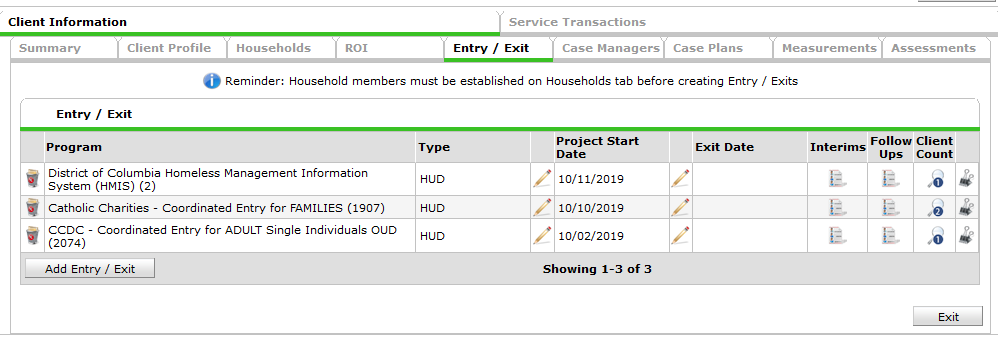 Client Information
Service Transactions
Summary
Client Profile
Households
ROI
Entry / Exit
Case Managers
Case Plans
Measurements
Assessments
Reminder: Household members must be established on Households tab before creating Entry / Exits
Entry / Exit
Program
Type
Project Start
Date
Exit Date
Interims
Follow
Ups
Client
Count
District of Columbia Homeless Management Information
System (HMIS) (2)
HUD
10/11/2019
1
Catholic Charities - Coordinated Entry for FAMILIES (1907)
HUD
10/10/2019
2
CCDC - Coordinated Entry for ADULT Single Individuals OUD
(2074)
HUD
10/02/2019
1
Add Entry / Exit
Showing 1-3 of 3
Exit